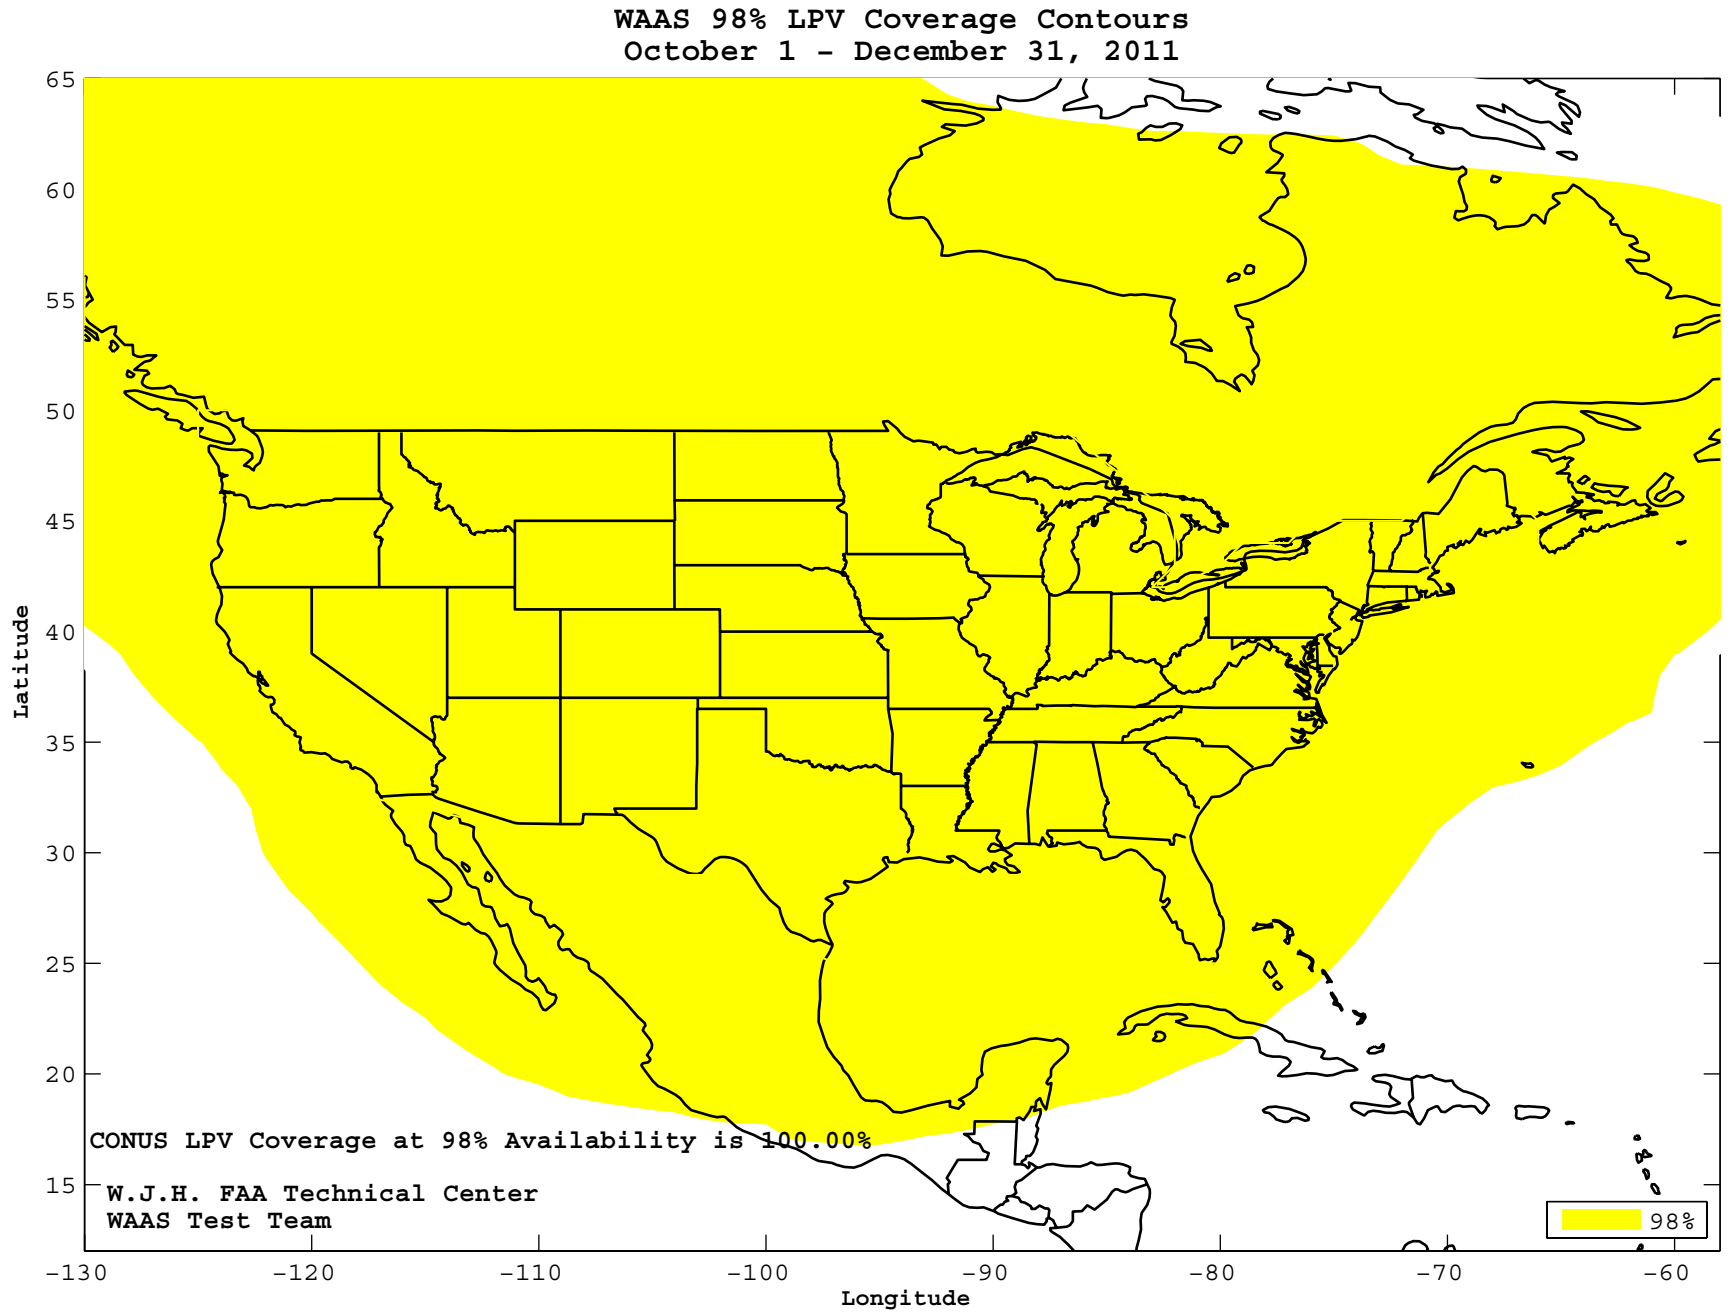 WAAS 98% LPV Coverage Contours
October 1 - December 31, 2011
65
60
55
50
45
40
35
30
25
20
15
Latitude
CONUS LPV Coverage at 98% Availability is 100.00%
W.J.H. FAA Technical Center
WAAS Test Team
98%
-130 -120 -110 -100 -90 -80 -70 -60
Longitude